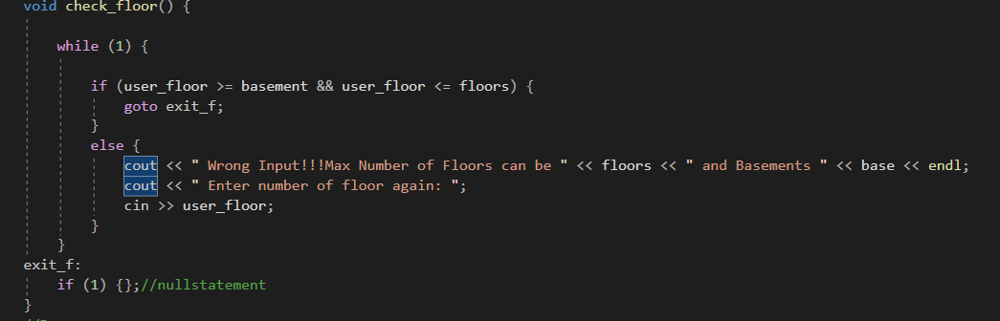 void check_floor() {
while (1) {
if (user_floor >= basement && user_floor <= floors) {
goto exit_f;
}
else {
cout << " Wrong Input!!!Max Number of Floors can be " << floors << " and Basements " << base << endl;
cout << " Enter number of floor again: ";
cin >> user_floor;
}
}
exit_f:
if (1) {};//nullstatement
}